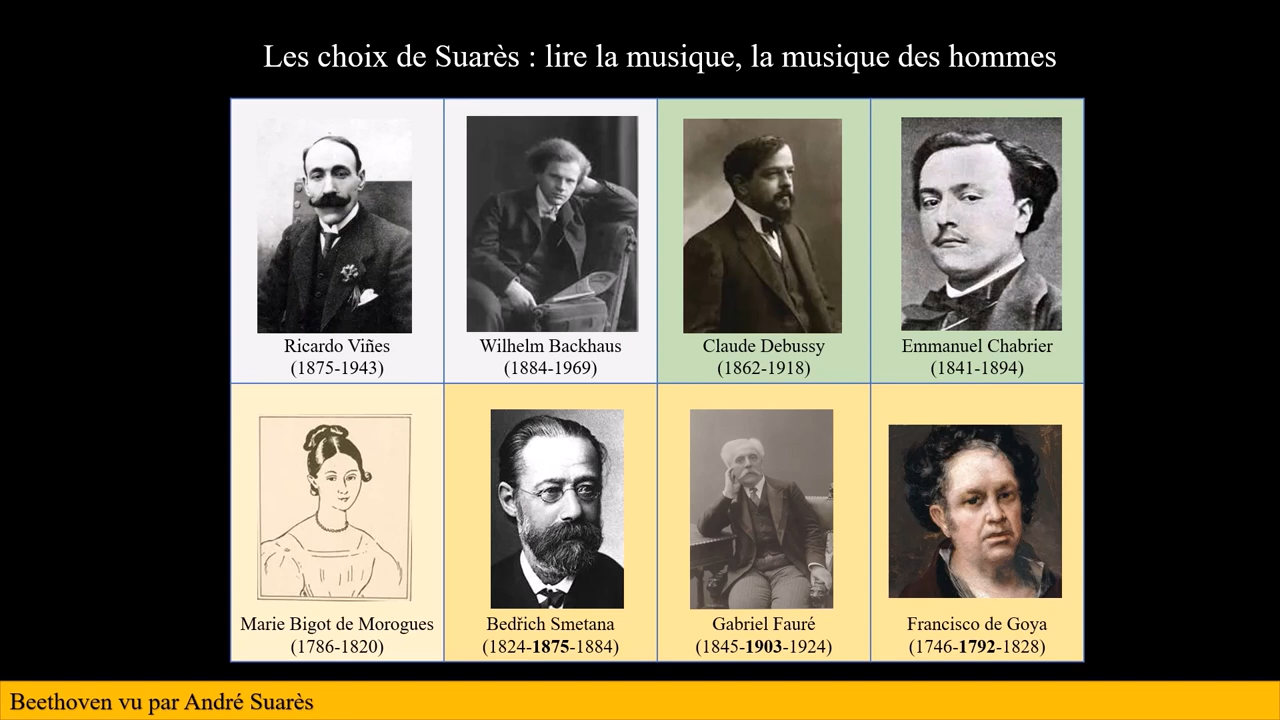 Les choix de Suarès : lire la musique, la musique des hommes
Ricardo Viñes
(1875-1943)
Wilhelm Backhaus
(1884-1969)
Claude Debussy
(1862-1918)
Emmanuel Chabrier
(1841-1894)
Marie Bigot de Morogues
(1786-1820)
Bedřich Smetana
(1824-1875-1884)
Gabriel Fauré
(1845-1903-1924)
Francisco de Goya
(1746-1792-1828)
Beethoven vu par André Suarès